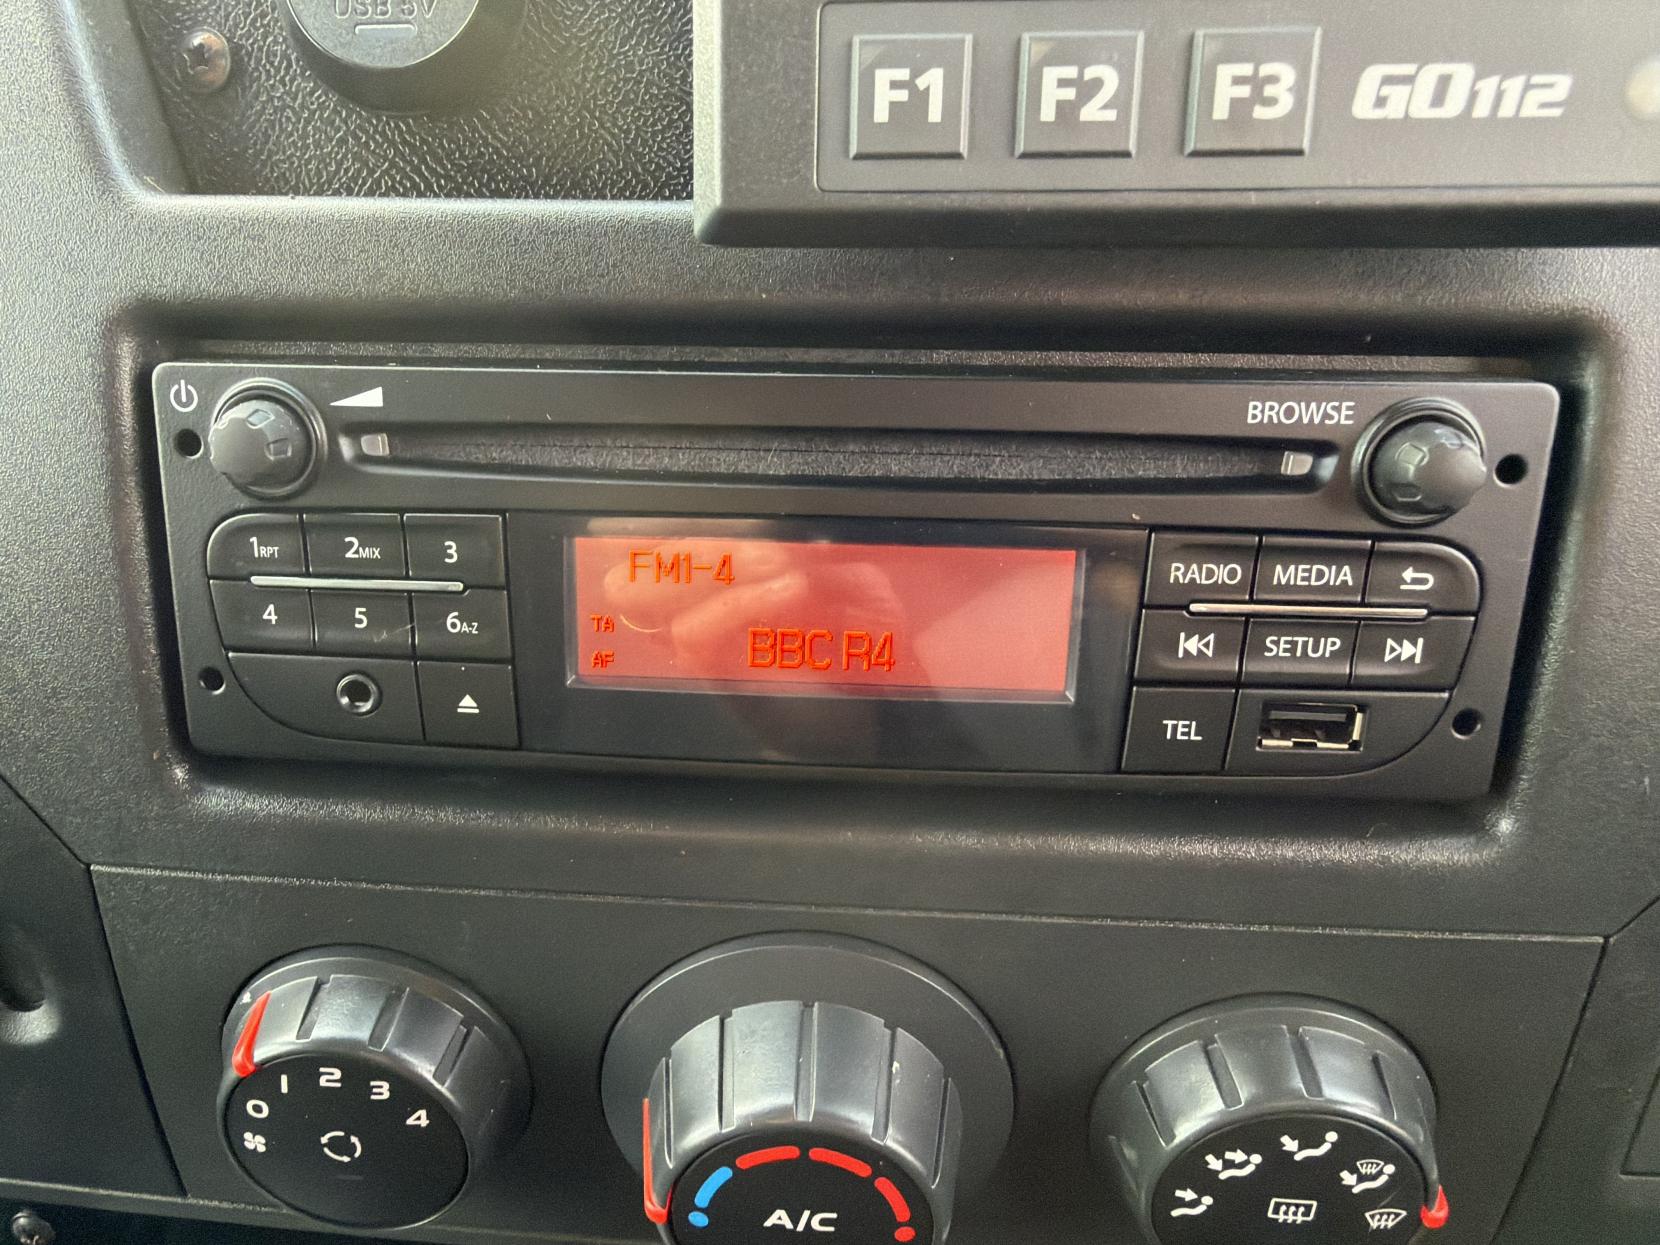 USB 5V
F1 F2 F3 GO112
BROWSE
1RPT 2MIX 3
4 5 6A-Z
FM1-4
TA
AF
BBC R4
RADIO MEDIA
SETUP
TEL
0 1 2 3 4
A/C